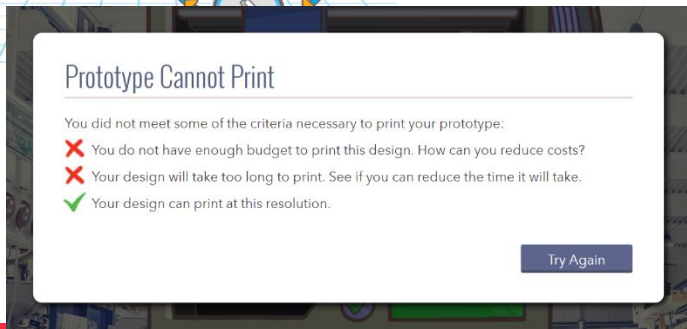 Prototype Cannot Print
You did not meet some of the criteria necessary to print your prototype:
You do not have enough budget to print this design. How can you reduce costs?
Your design will take too long to print. See if you can reduce the time it will take.
Your design can print at this resolution.
Try Again